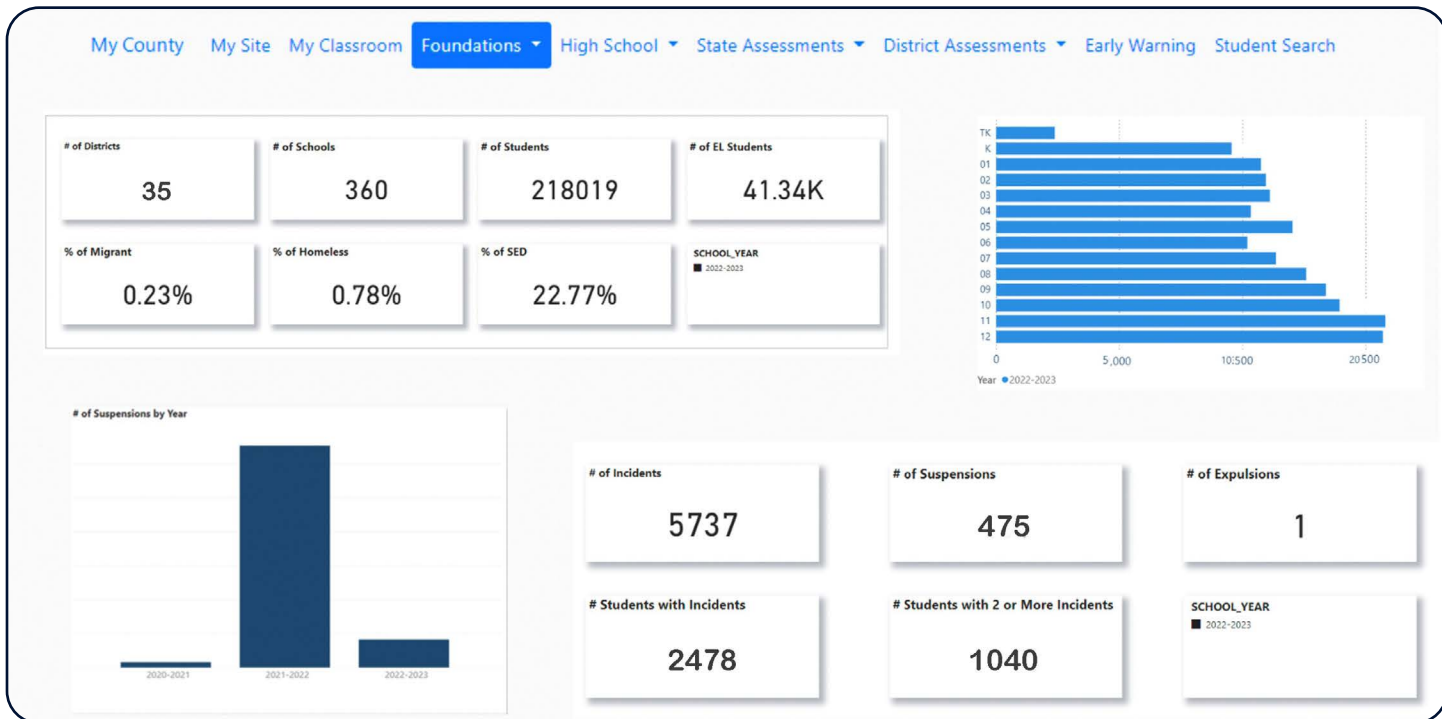 My County My Site My Classroom Foundations High School State Assessments District Assessments Early Warning Student Search
# of Districts
35
# of Schools
360
# of Students
218019
# of EL Students
41.34K
% of Migrant
0.23%
% of Homeless
0.78%
% of SED
22.77%
SCHOOL_YEAR
2022-2023
TK
K
01
02
03
04
05
06
07
08
09
10
11
12
0 5,000 10:500 20500
Year 2022-2023
# of Suspensions by Year
2020-2021 2021-2022 2022-2023
# of Incidents
5737
# of Suspensions
475
# of Expulsions
1
# Students with Incidents
2478
# Students with 2 or More Incidents
1040
SCHOOL_YEAR
2022-2023